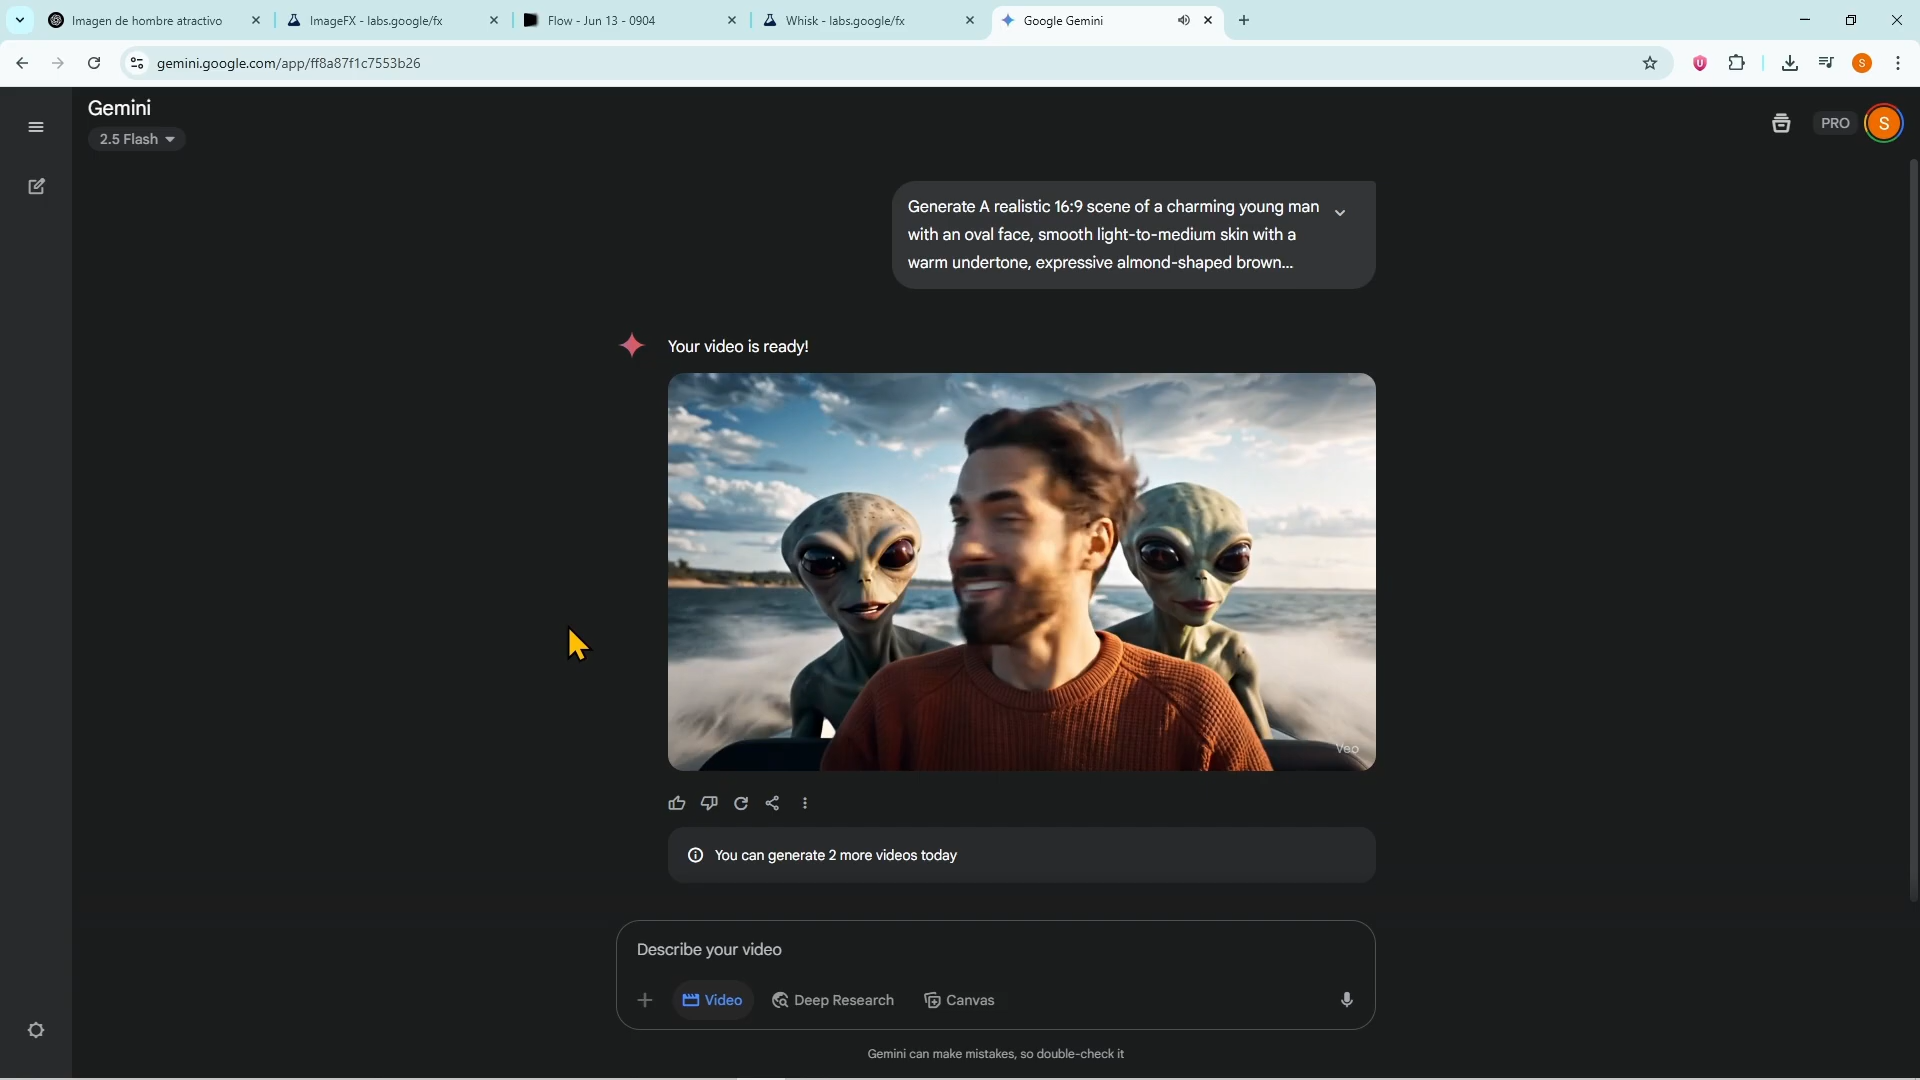 Imagen de hombre atractivo
ImageFX - labs.google/fx
Flow - Jun 13 - 0904
Whisk - labs.google/fx
Google Gemini
gemini.google.com/app/ff8a87f1c7553b26
S
Gemini
2.5 Flash
PRO
S
Generate A realistic 16:9 scene of a charming young man
with an oval face, smooth light-to-medium skin with a
warm undertone, expressive almond-shaped brown...
Your video is ready!
Veo
You can generate 2 more videos today
Describe your video
Video
Deep Research
Canvas
Gemini can make mistakes, so double-check it